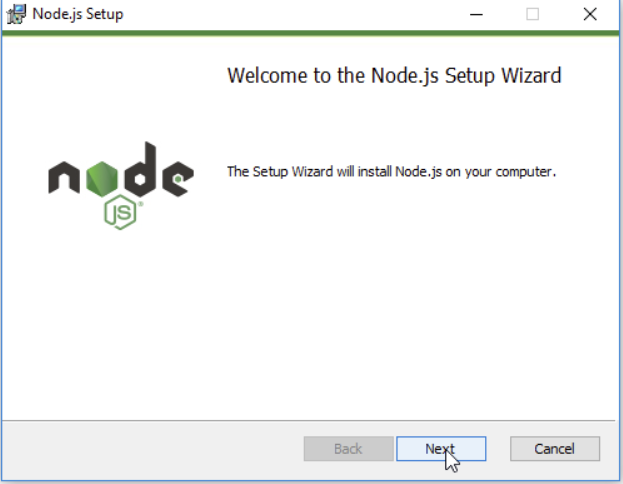 Node.js Setup
Welcome to the Node.js Setup Wizard
The Setup Wizard will install Node.js on your computer.
node
JS
Back
Next
Cancel